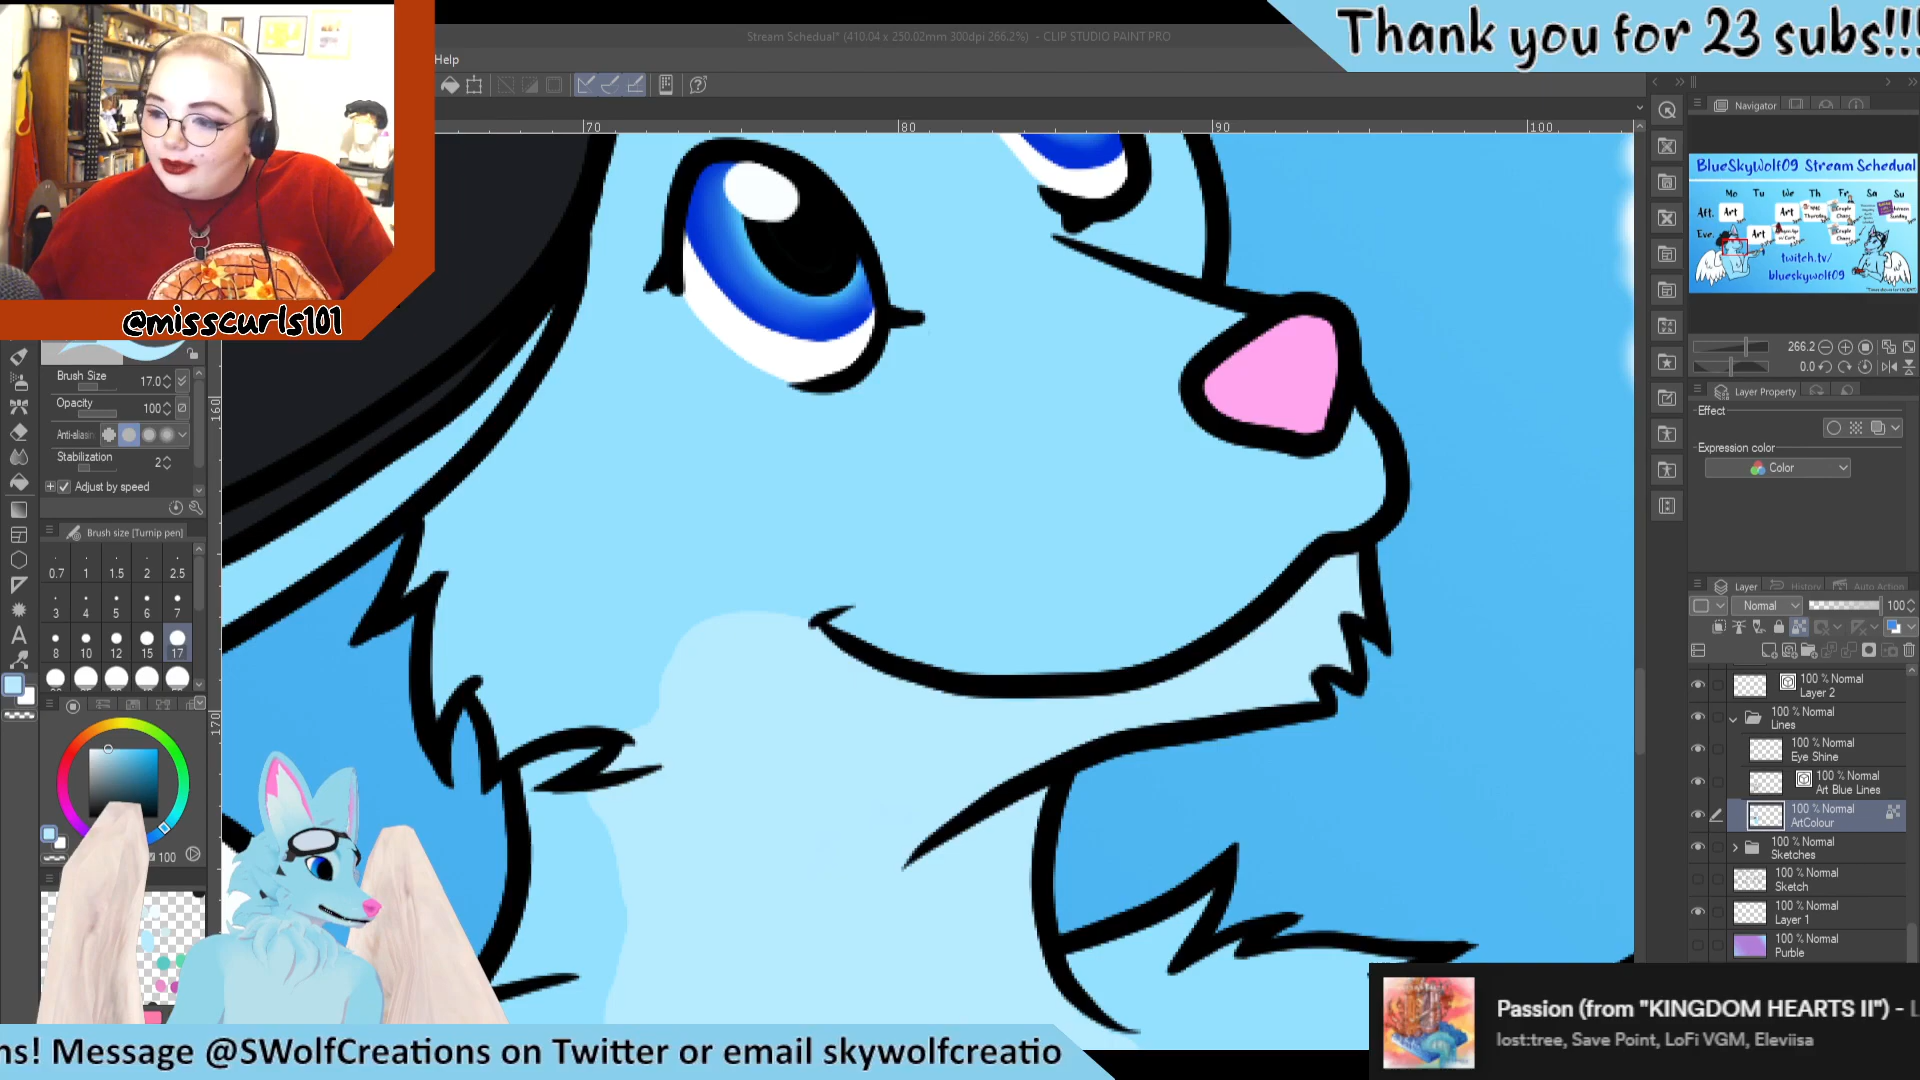 Thank you for 23 subs!!!
Stream Schedual* (410.04 x 250.02mm 300dpi 266.2%) - CLIP STUDIO PAINT PRO
Help
@misscurls101
70
80
90
100
160
170
Navigator
BlueSkyWolf09 Stream Schedual
Mo Tu We Th Fr Sa Su
Aft. Art Art
Eve. Art
twitch.tv/
blueskywolf09
266.2
0.0
Layer Property
Effect
Expression color
Color
Brush Size 17.0
Opacity 100
Anti-aliasin
Stabilization 2
Adjust by speed
Brush size [Turnip pen]
0.7 1 1.5 2 2.5
3 4 5 6 7
8 10 12 15 17
100
Layer History Auto Action
Normal 100
100 % Normal
Layer 2
100 % Normal
Lines
100 % Normal
Eye Shine
100 % Normal
Art Blue Lines
100 % Normal
ArtColour
100 % Normal
Sketches
100 % Normal
Sketch
100 % Normal
Layer 1
100 % Normal
Purble
Passion (from "KINGDOM HEARTS II") - L
lost:tree, Save Point, LoFi VGM, Eleviisa
ns! Message @SWolfCreations on Twitter or email skywolfcreatio